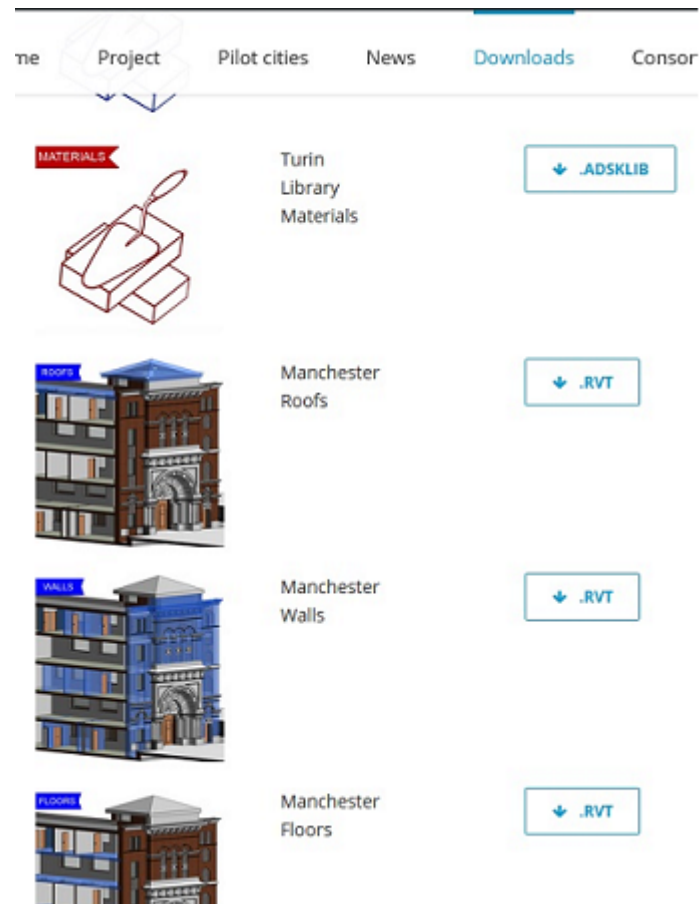 me Project Pilot cities News Downloads Consor
MATERIALS
Turin
Library
Materials
.ADSKLIB
ROOFS
Manchester
Roofs
.RVT
WALLS
Manchester
Walls
.RVT
FLOORS
Manchester
Floors
.RVT